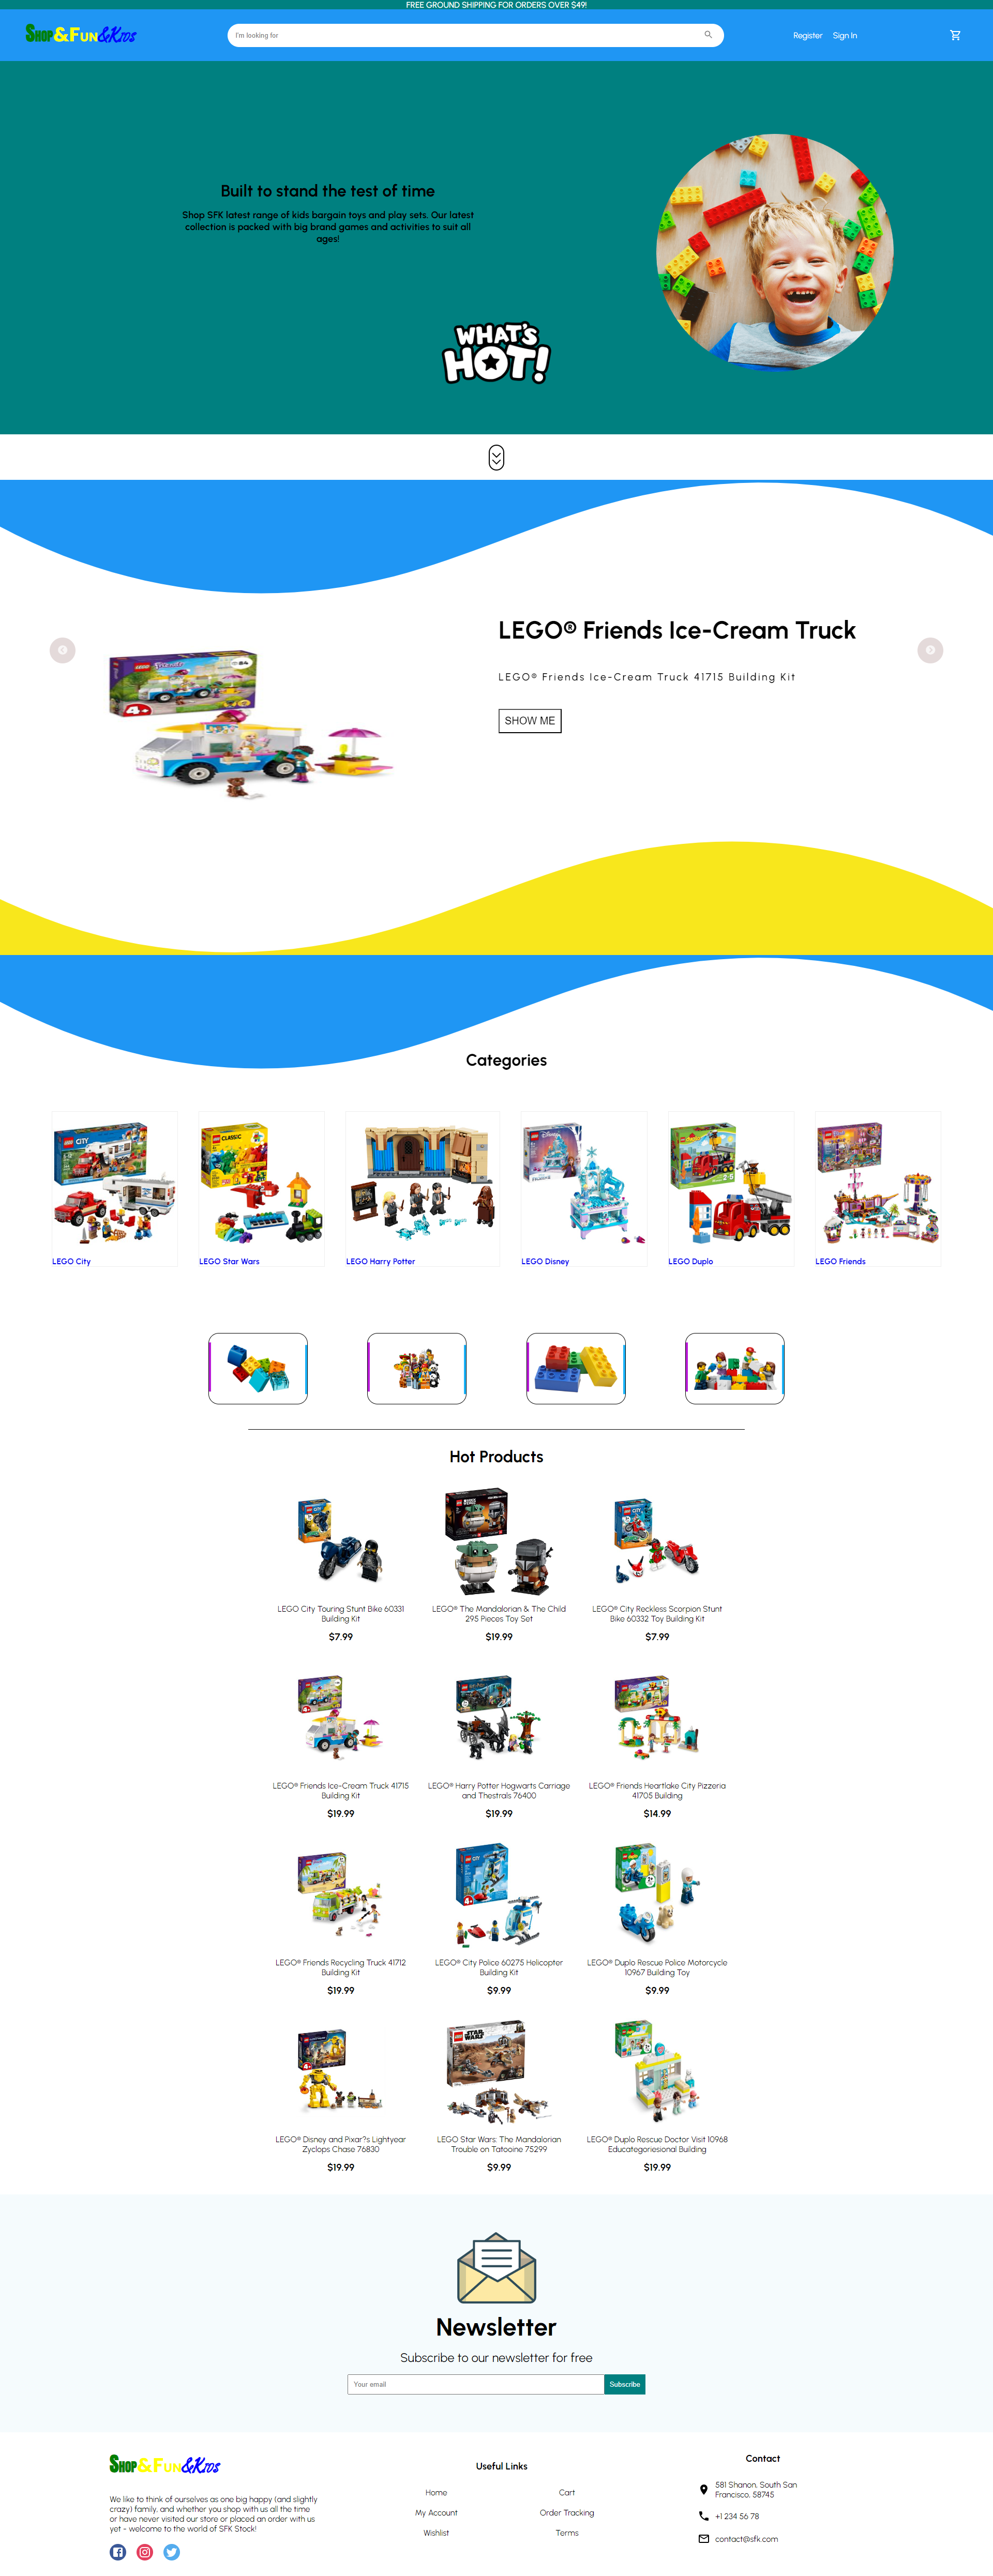 FREE GROUND SHIPPING FOR ORDERS OVER $49!
Shop&Fun&Kids
I'm looking for
Register
Sign In
Built to stand the test of time
Shop SFK latest range of kids bargain toys and play sets. Our latest
collection is packed with big brand games and activities to suit all
ages!
WHAT'S
HOT!
LEGO® Friends Ice-Cream Truck
LEGO® Friends Ice-Cream Truck 41715 Building Kit
SHOW ME
Categories
LEGO City
LEGO Star Wars
LEGO Harry Potter
LEGO Disney
LEGO Duplo
LEGO Friends
Hot Products
LEGO City Touring Stunt Bike 60331
Building Kit
$7.99
LEGO® The Mandalorian & The Child
295 Pieces Toy Set
$19.99
LEGO® City Reckless Scorpion Stunt
Bike 60332 Toy Building Kit
$7.99
LEGO® Friends Ice-Cream Truck 41715
Building Kit
$19.99
LEGO® Harry Potter Hogwarts Carriage
and Thestrals 76400
$19.99
LEGO® Friends Heartlake City Pizzeria
41705 Building
$14.99
LEGO® Friends Recycling Truck 41712
Building Kit
$19.99
LEGO® City Police 60275 Helicopter
Building Kit
$9.99
LEGO® Duplo Rescue Police Motorcycle
10967 Building Toy
$9.99
LEGO® Disney and Pixar?s Lightyear
Zyclops Chase 76830
$19.99
LEGO Star Wars: The Mandalorian
Trouble on Tatooine 75299
$9.99
LEGO® Duplo Rescue Doctor Visit 10968
Educategoriesional Building
$19.99
Newsletter
Subscribe to our newsletter for free
Your email
Subscribe
Shop&Fun&Kids
We like to think of ourselves as one big happy (and slightly
crazy) family, and whether you shop with us all the time
or have never visited our store or placed an order with us
yet - welcome to the world of SFK Stock!
Useful Links
Home
Cart
My Account
Order Tracking
Wishlist
Terms
Contact
581 Shanon, South San
Francisco, 58745
+1 234 56 78
contact@sfk.com